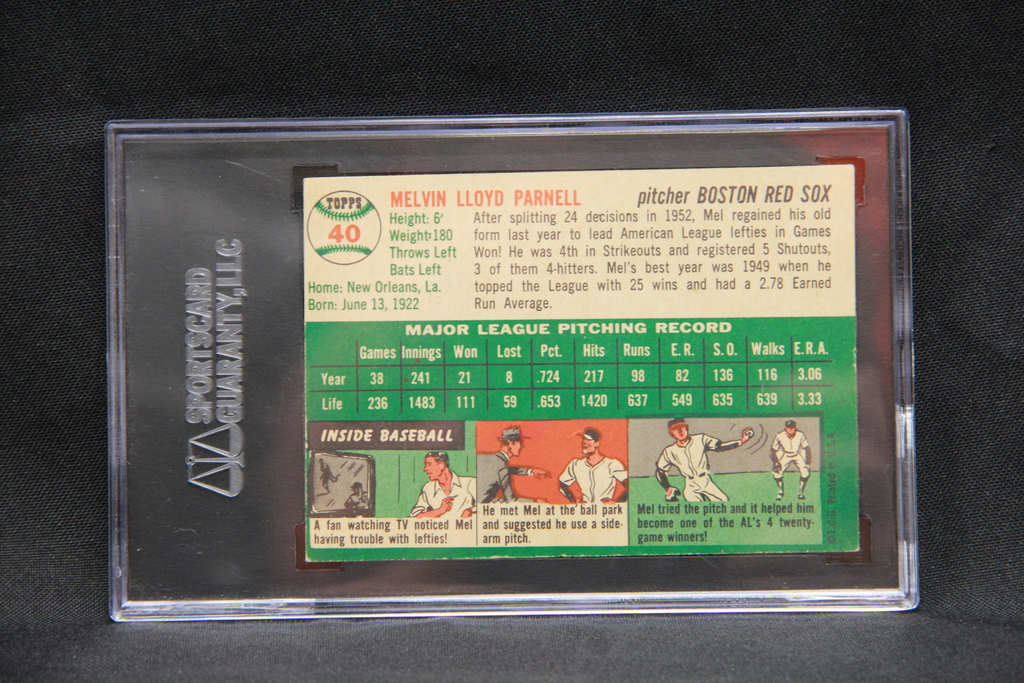 SPORTSCARD
GUARANTY, LLC
TOPPS
40
MELVIN LLOYD PARNELL
pitcher BOSTON RED SOX
Height: 6'
Weight: 180
Throws Left
Bats Left
Home: New Orleans, La.
Born: June 13, 1922
After splitting 24 decisions in 1952, Mel regained his old
form last year to lead American League lefties in Games
Won! He was 4th in Strikeouts and registered 5 Shutouts,
3 of them 4-hitters. Mel's best year was 1949 when he
topped the League with 25 wins and had a 2.78 Earned
Run Average.
MAJOR LEAGUE PITCHING RECORD
Games Innings Won Lost Pct. Hits Runs E.R. S.O. Walks E.R.A.
Year 38 241 21 8 .724 217 98 82 136 116 3.06
Life 236 1483 111 59 .653 1420 637 549 635 639 3.33
INSIDE BASEBALL
A fan watching TV noticed Mel
having trouble with lefties!
He met Mel at the ball park
and suggested he use a side-
arm pitch.
Mel tried the pitch and it helped him
become one of the AL's 4 twenty-
game winners!
© T.C.G. Printed in U.S.A.